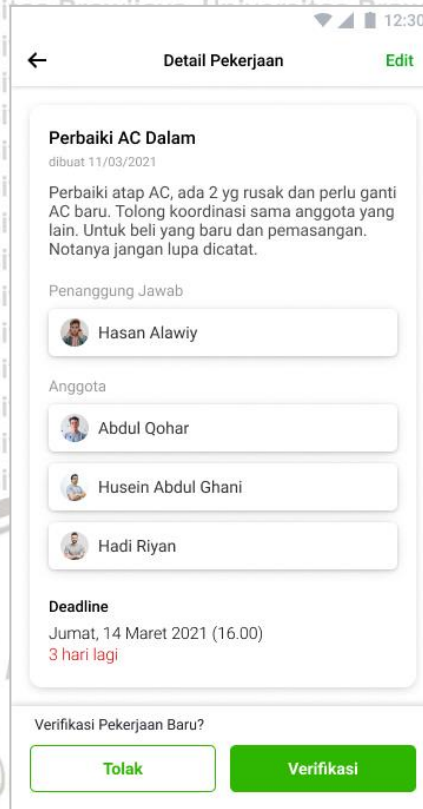 12:30
Detail Pekerjaan
Edit
Perbaiki AC Dalam
dibuat 11/03/2021
Perbaiki atap AC, ada 2 yg rusak dan perlu ganti
AC baru. Tolong koordinasi sama anggota yang
lain. Untuk beli yang baru dan pemasangan.
Notanya jangan lupa dicatat.
Penanggung Jawab
Hasan Alawiy
Anggota
Abdul Qohar
Husein Abdul Ghani
Hadi Riyan
Deadline
Jumat, 14 Maret 2021 (16.00)
3 hari lagi
Verifikasi Pekerjaan Baru?
Tolak
Verifikasi